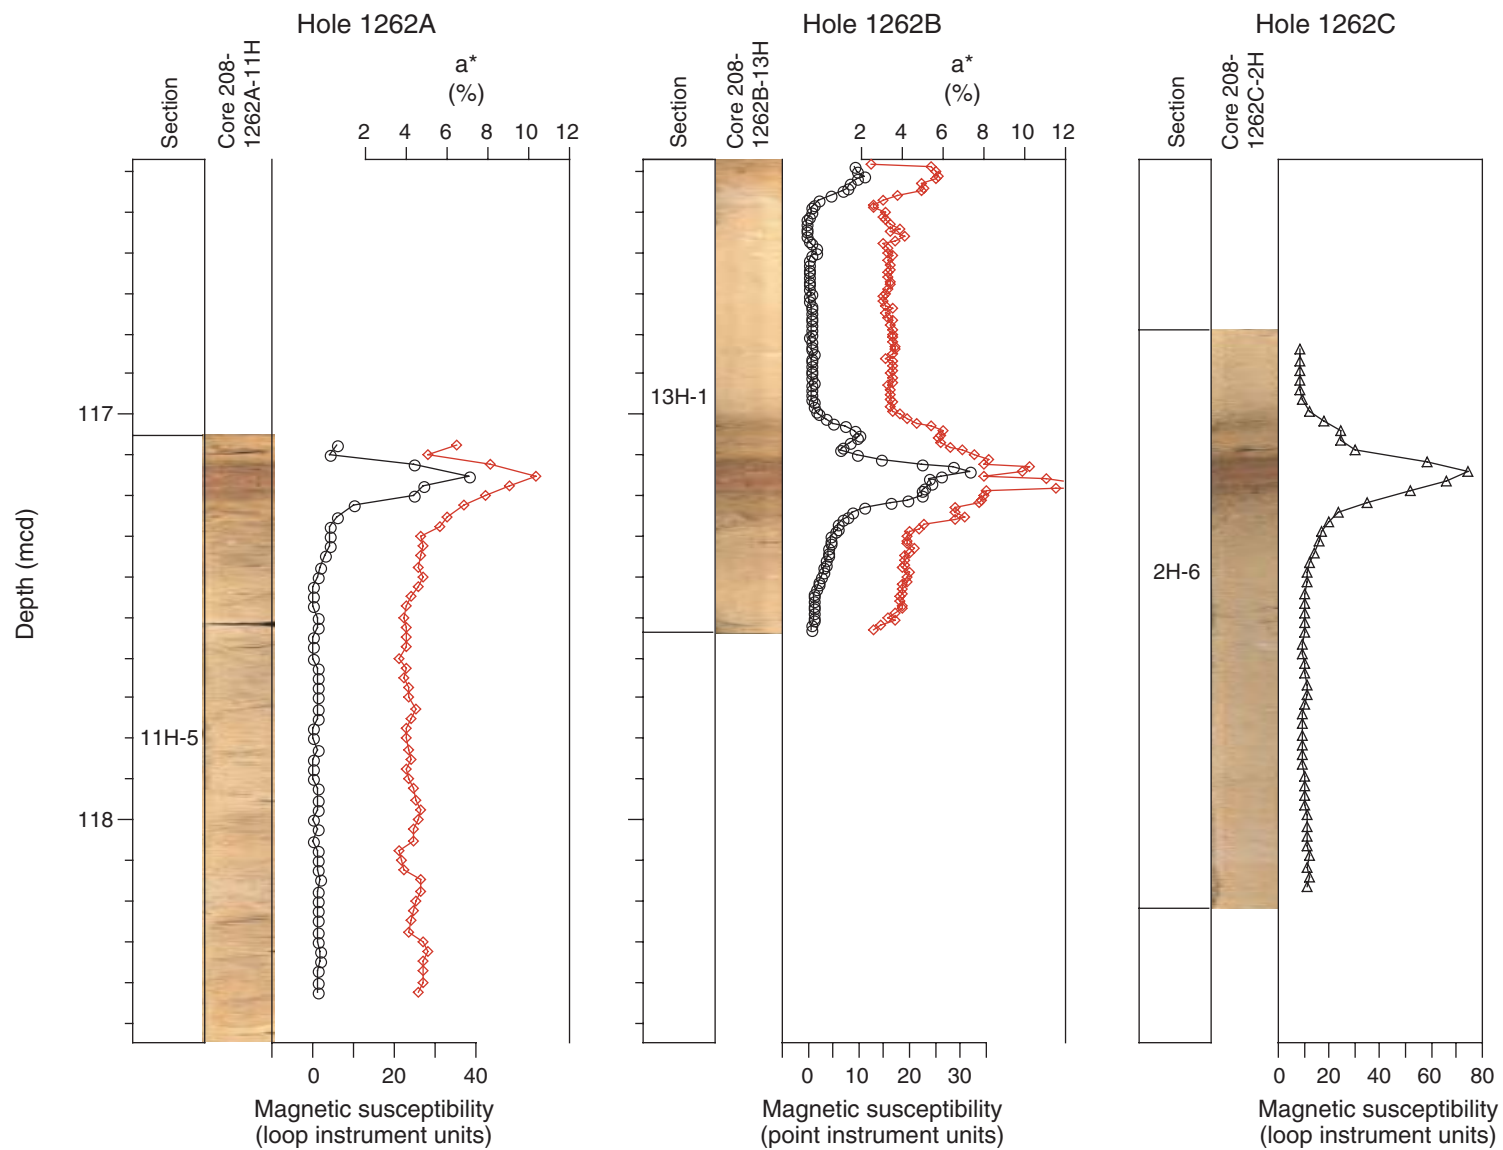 Hole 1262A
Hole 1262B
Hole 1262C
Section
Core 208-
1262A-11H
a*
(%)
2 4 6 8 10 12
Section
Core 208-
1262B-13H
a*
(%)
2 4 6 8 10 12
Section
Core 208-
1262C-2H
Depth (mcd)
117
118
11H-5
13H-1
2H-6
0 20 40
Magnetic susceptibility
(loop instrument units)
0 10 20 30
Magnetic susceptibility
(point instrument units)
0 20 40 60 80
Magnetic susceptibility
(loop instrument units)